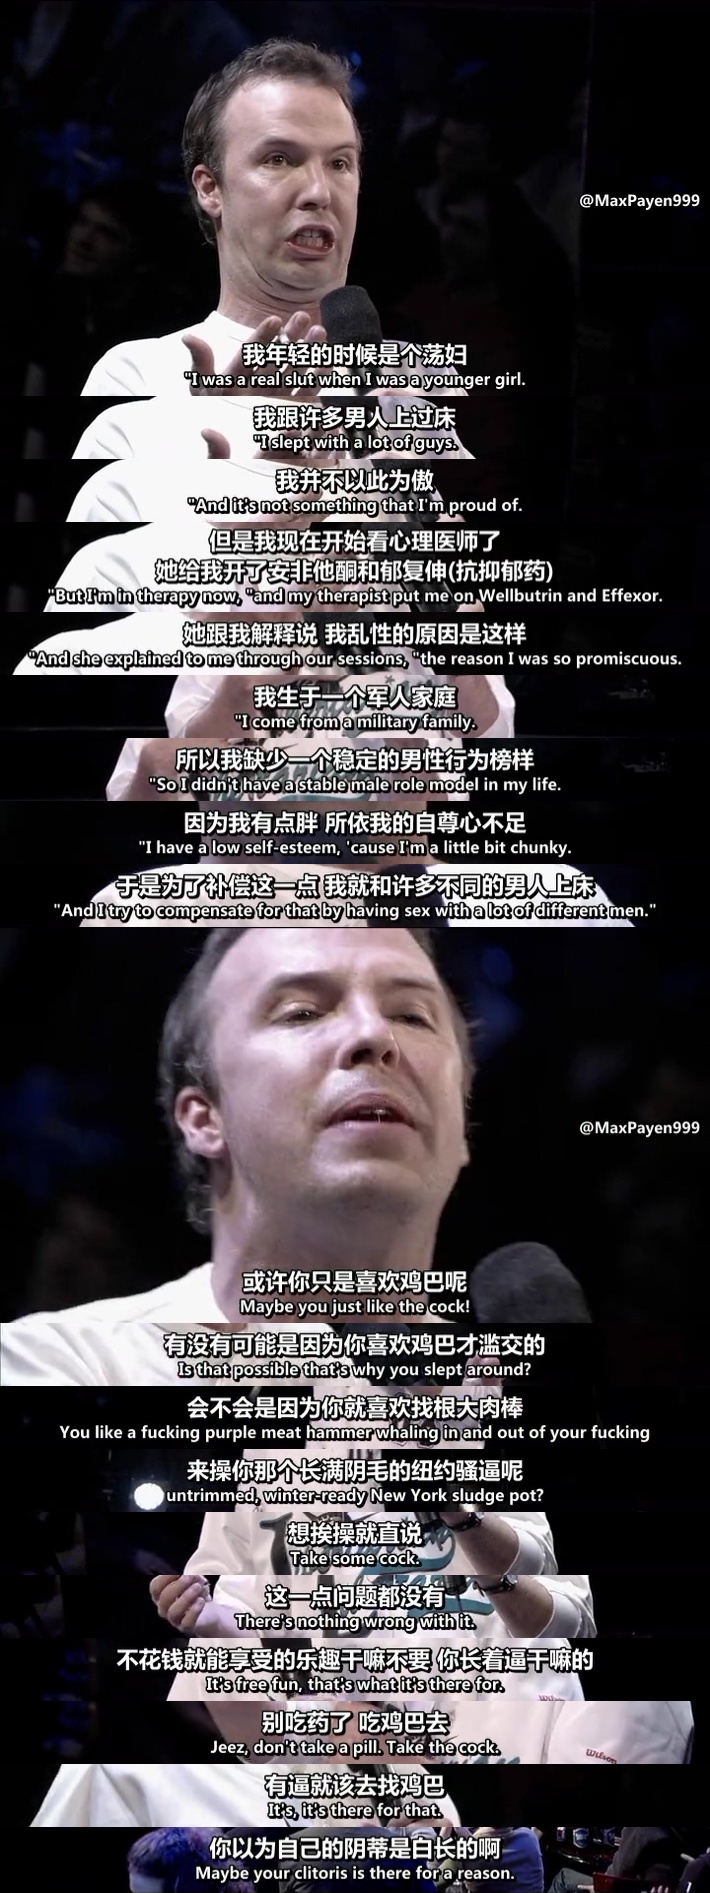 @MaxPayen999
我年轻的时候是个荡妇
"I was a real slut when I was a younger girl.
我跟许多男人上过床
"I slept with a lot of guys.
我并不以此为傲
"And it's not something that I'm proud of.
但是我现在开始看心理医师了
她给我开了安非他酮和郁复伸(抗抑郁药)
"But I'm in therapy now, "and my therapist put me on Wellbutrin and Effexor.
她跟我解释说 我乱性的原因是这样
"And she explained to me through our sessions, "the reason I was so promiscuous.
我生于一个军人家庭
"I come from a military family.
所以我缺少一个稳定的男性行为榜样
"So I didn't have a stable male role model in my life.
因为我有点胖 所依我的自尊心不足
"I have a low self-esteem, 'cause I'm a little bit chunky.
于是为了补偿这一点 我就和许多不同的男人上床
"And I try to compensate for that by having sex with a lot of different men."
@MaxPayen999
或许你只是喜欢鸡巴呢
Maybe you just like the cock!
有没有可能是因为你喜欢鸡巴才滥交的
Is that possible that's why you slept around?
会不会是因为你就喜欢找根大肉棒
You like a fucking purple meat hammer whaling in and out of your fucking
来操你那个长满阴毛的纽约骚逼呢
untrimmed, winter-ready New York sludge pot?
想挨操就直说
Take some cock.
这一点问题都没有
There's nothing wrong with it.
不花钱就能享受的乐趣干嘛不要 你长着逼干嘛的
It's free fun, that's what it's there for.
别吃药了 吃鸡巴去
Jeez, don't take a pill. Take the cock.
Wilson
有逼就该去找鸡巴
It's, it's there for that.
你以为自己的阴蒂是白长的啊
Maybe your clitoris is there for a reason.